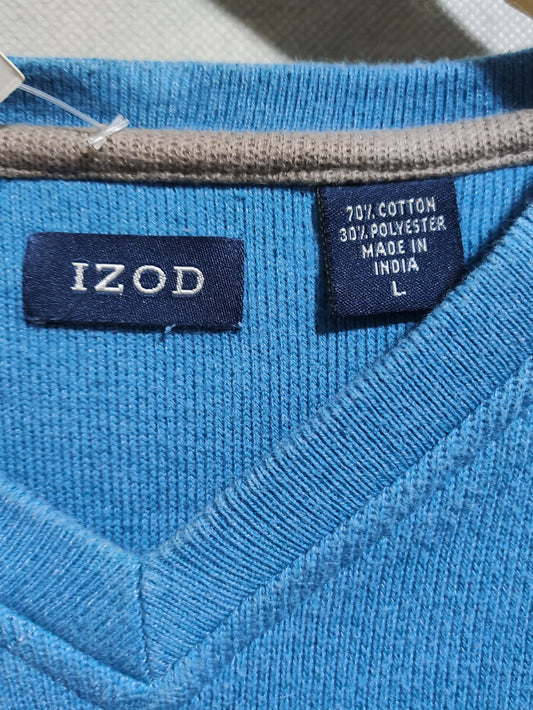 IZOD
70% COTTON
30% POLYESTER
MADE IN
INDIA
L